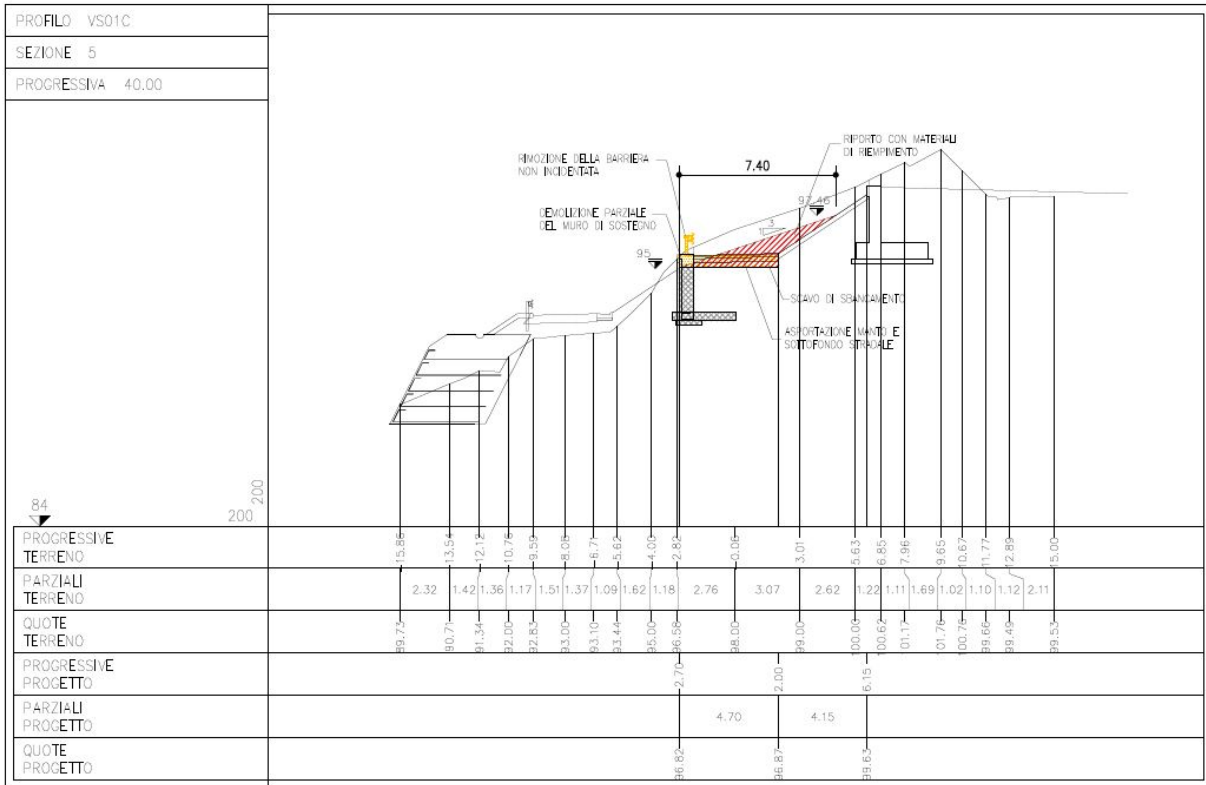 PROFILO VS01C
SEZIONE 5
PROGRESSIVA 40.00
RIPORTO CON MATERIALI
DI RIEMPIMENTO
RIMOZIONE DELLA BARRIERA
NON INCIDENTATA
7.40
97.46
DEMOLIZIONE PARZIALE
DEL MURO DI SOSTEGNO
3
1
95
SCAVO DI SBANCAMENTO
ASPORTAZIONE MANTO E
SOTTOFONDO STRADALE
84
200
200
PROGRESSIVE
TERRENO
-15.86 -13.54 -12.12 -10.76 -9.59 -8.08 -6.71 -5.62 -4.00 -2.82 -0.06 3.01 5.63 6.85 7.96 9.65 10.67 11.77 12.89 15.00
PARZIALI
TERRENO
2.32 1.42 1.36 1.17 1.51 1.37 1.09 1.62 1.18 2.76 3.07 2.62 1.22 1.11 1.69 1.02 1.10 1.12 2.11
QUOTE
TERRENO
89.73 90.71 91.34 92.00 92.83 93.00 93.10 93.44 95.00 96.58 98.00 99.00 100.00 100.62 101.17 101.76 100.76 99.66 99.49 99.53
PROGRESSIVE
PROGETTO
-2.70 2.00 6.15
PARZIALI
PROGETTO
4.70 4.15
QUOTE
PROGETTO
96.82 96.87 99.63